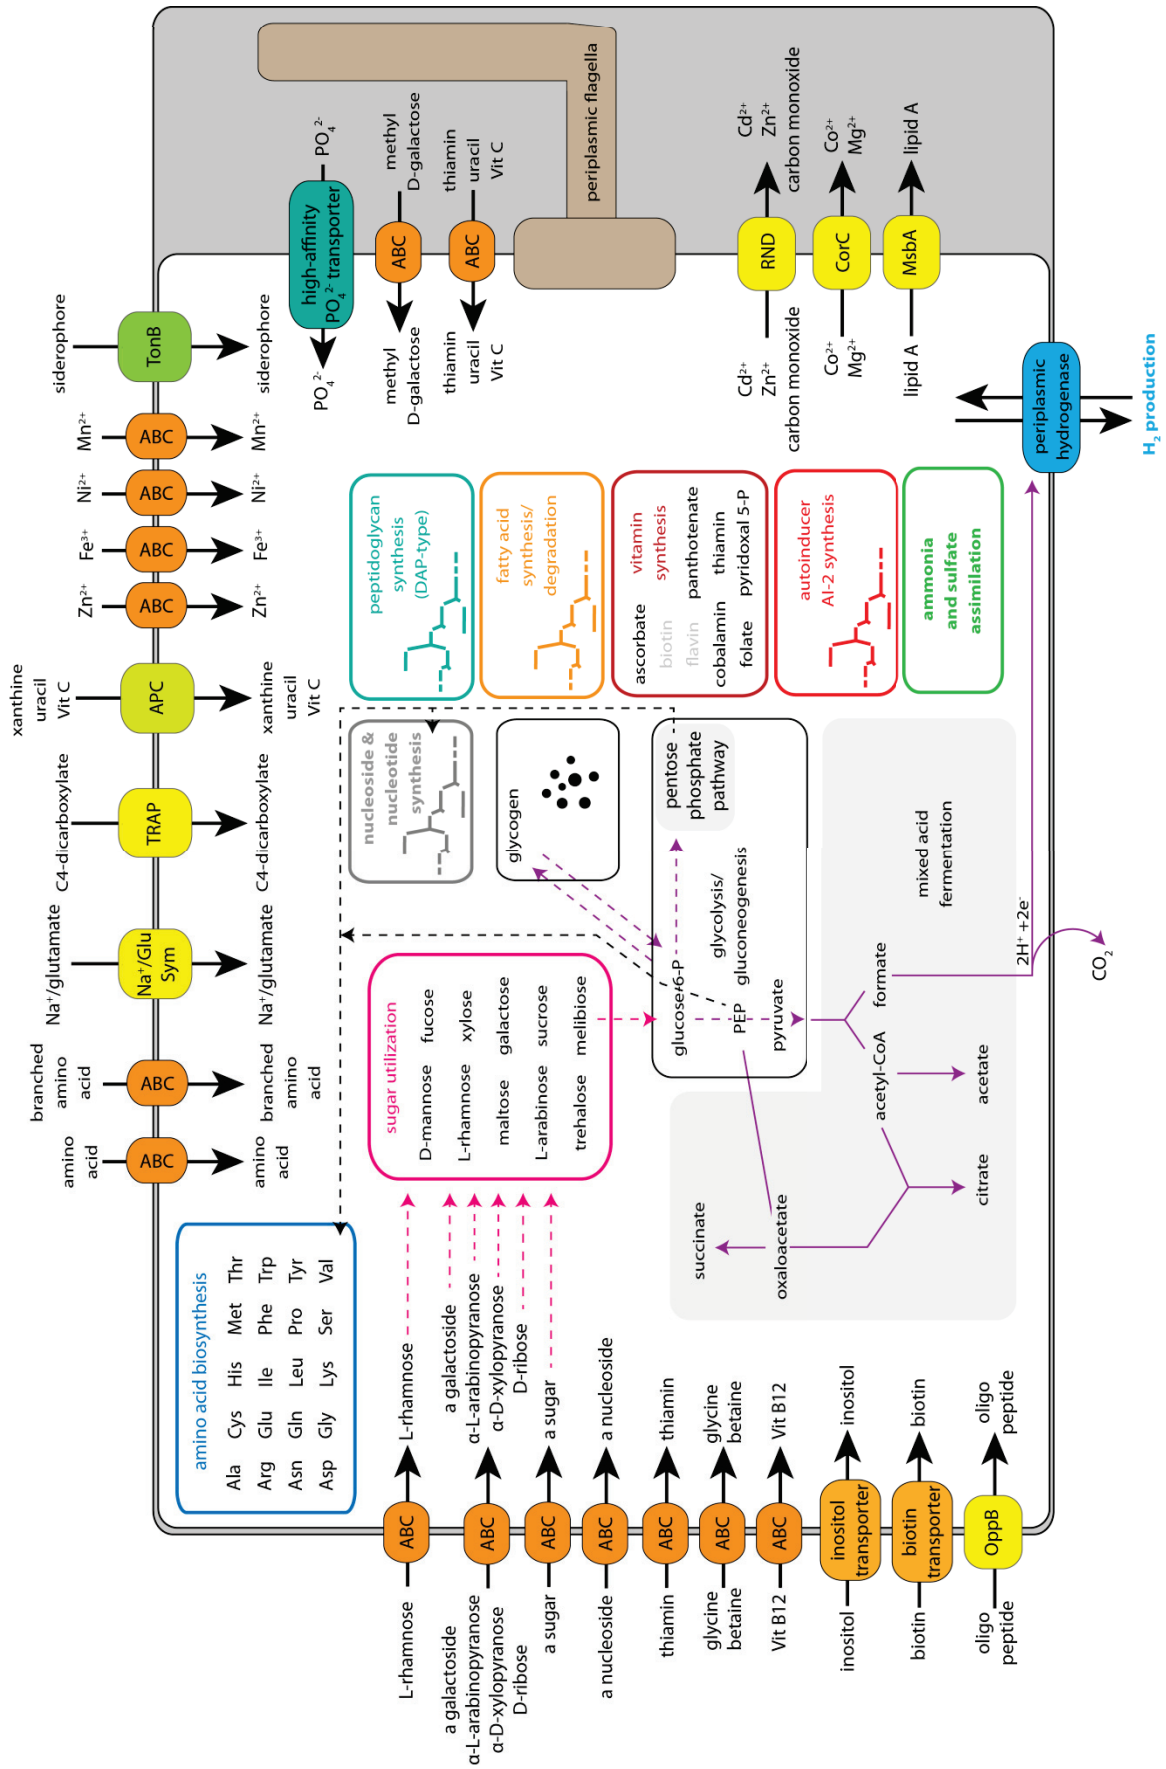 amino
acid
branched
amino
acid
Na⁺/glutamate
C4-dicarboxylate
xanthine
uracil
Vit C
Zn²⁺
Fe³⁺
Ni²⁺
Mn²⁺
siderophore
ABC
ABC
Na⁺/Glu
Sym
TRAP
APC
ABC
ABC
ABC
ABC
TonB
amino
acid
branched
amino
acid
Na⁺/glutamate
C4-dicarboxylate
xanthine
uracil
Vit C
Zn²⁺
Fe³⁺
Ni²⁺
Mn²⁺
siderophore
amino acid biosynthesis
Ala Cys His Met Thr
Arg Glu Ile Phe Trp
Asn Gln Leu Pro Tyr
Asp Gly Lys Ser Val
L-rhamnose
ABC
L-rhamnose
a galactoside
α-L-arabinopyranose
α-D-xylopyranose
D-ribose
ABC
a galactoside
α-L-arabinopyranose
α-D-xylopyranose
D-ribose
a sugar
ABC
a sugar
a nucleoside
ABC
a nucleoside
thiamin
ABC
thiamin
glycine
betaine
ABC
glycine
betaine
Vit B12
ABC
Vit B12
inositol
inositol
transporter
inositol
biotin
biotin
transporter
biotin
oligo
peptide
OppB
oligo
peptide
sugar utilization
D-mannose fucose
L-rhamnose xylose
maltose galactose
L-arabinose sucrose
trehalose melibiose
nucleoside &
nucleotide
synthesis
glycogen
glucose-6-P
pentose
phosphate
pathway
PEP
glycolysis/
gluconeogenesis
pyruvate
succinate
oxaloacetate
acetyl-CoA
formate
citrate
acetate
mixed acid
fermentation
2H⁺ +2e⁻
CO₂
peptidoglycan
synthesis
(DAP-type)
fatty acid
synthesis/
degradation
vitamin
synthesis
ascorbate
biotin
flavin
panthotenate
cobalamin thiamin
folate pyridoxal 5-P
autoinducer
AI-2 synthesis
ammonia
and sulfate
assimilation
PO₄²⁻
high-affinity
PO₄²⁻ transporter
PO₄²⁻
methyl
D-galactose
ABC
methyl
D-galactose
thiamin
uracil
Vit C
ABC
thiamin
uracil
Vit C
periplasmic flagella
Cd²⁺
Zn²⁺
carbon monoxide
RND
Cd²⁺
Zn²⁺
carbon monoxide
Co²⁺
Mg²⁺
CorC
Co²⁺
Mg²⁺
lipid A
MsbA
lipid A
periplasmic
hydrogenase
H₂ production